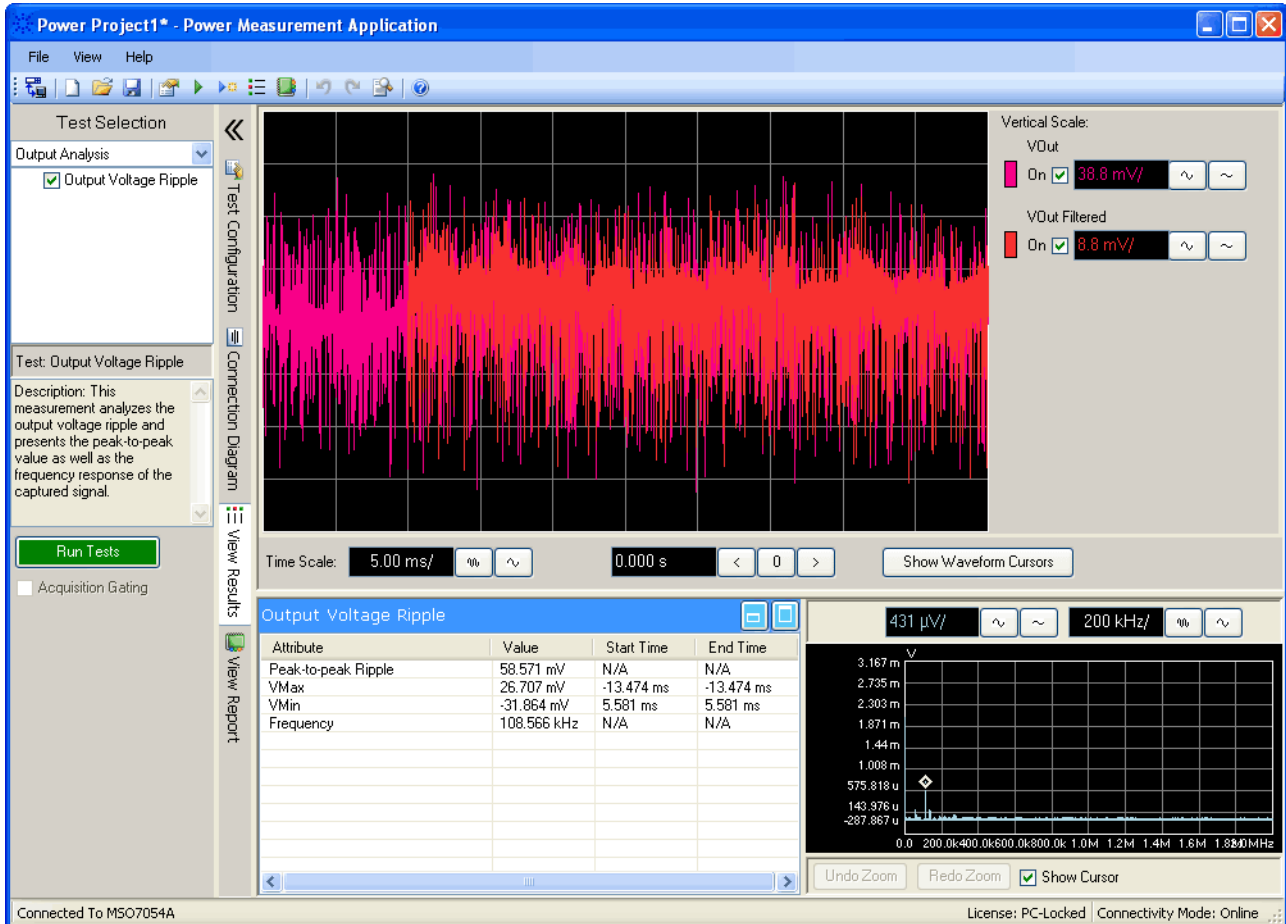 Power Project1* - Power Measurement Application
File View Help
Test Selection
Output Analysis
Output Voltage Ripple
Test: Output Voltage Ripple
Description: This
measurement analyzes the
output voltage ripple and
presents the peak-to-peak
value as well as the
frequency response of the
captured signal.
Run Tests
Acquisition Gating
Test Configuration
Connection Diagram
View Results
View Report
Vertical Scale:
VOut
On 38.8 mV/
VOut Filtered
On 8.8 mV/
Time Scale: 5.00 ms/ 0.000 s < 0 > Show Waveform Cursors
Output Voltage Ripple
Attribute Value Start Time End Time
Peak-to-peak Ripple 58.571 mV N/A N/A
VMax 26.707 mV -13.474 ms -13.474 ms
VMin -31.864 mV 5.581 ms 5.581 ms
Frequency 108.566 kHz N/A N/A
431 µV/ 200 kHz/
V
3.167 m
2.735 m
2.303 m
1.871 m
1.44 m
1.008 m
575.818 u
143.976 u
-287.867 u
0.0 200.0k 400.0k 600.0k 800.0k 1.0M 1.2M 1.4M 1.6M
Undo Zoom Redo Zoom Show Cursor
Connected To MSO7054A License: PC-Locked Connectivity Mode: Online